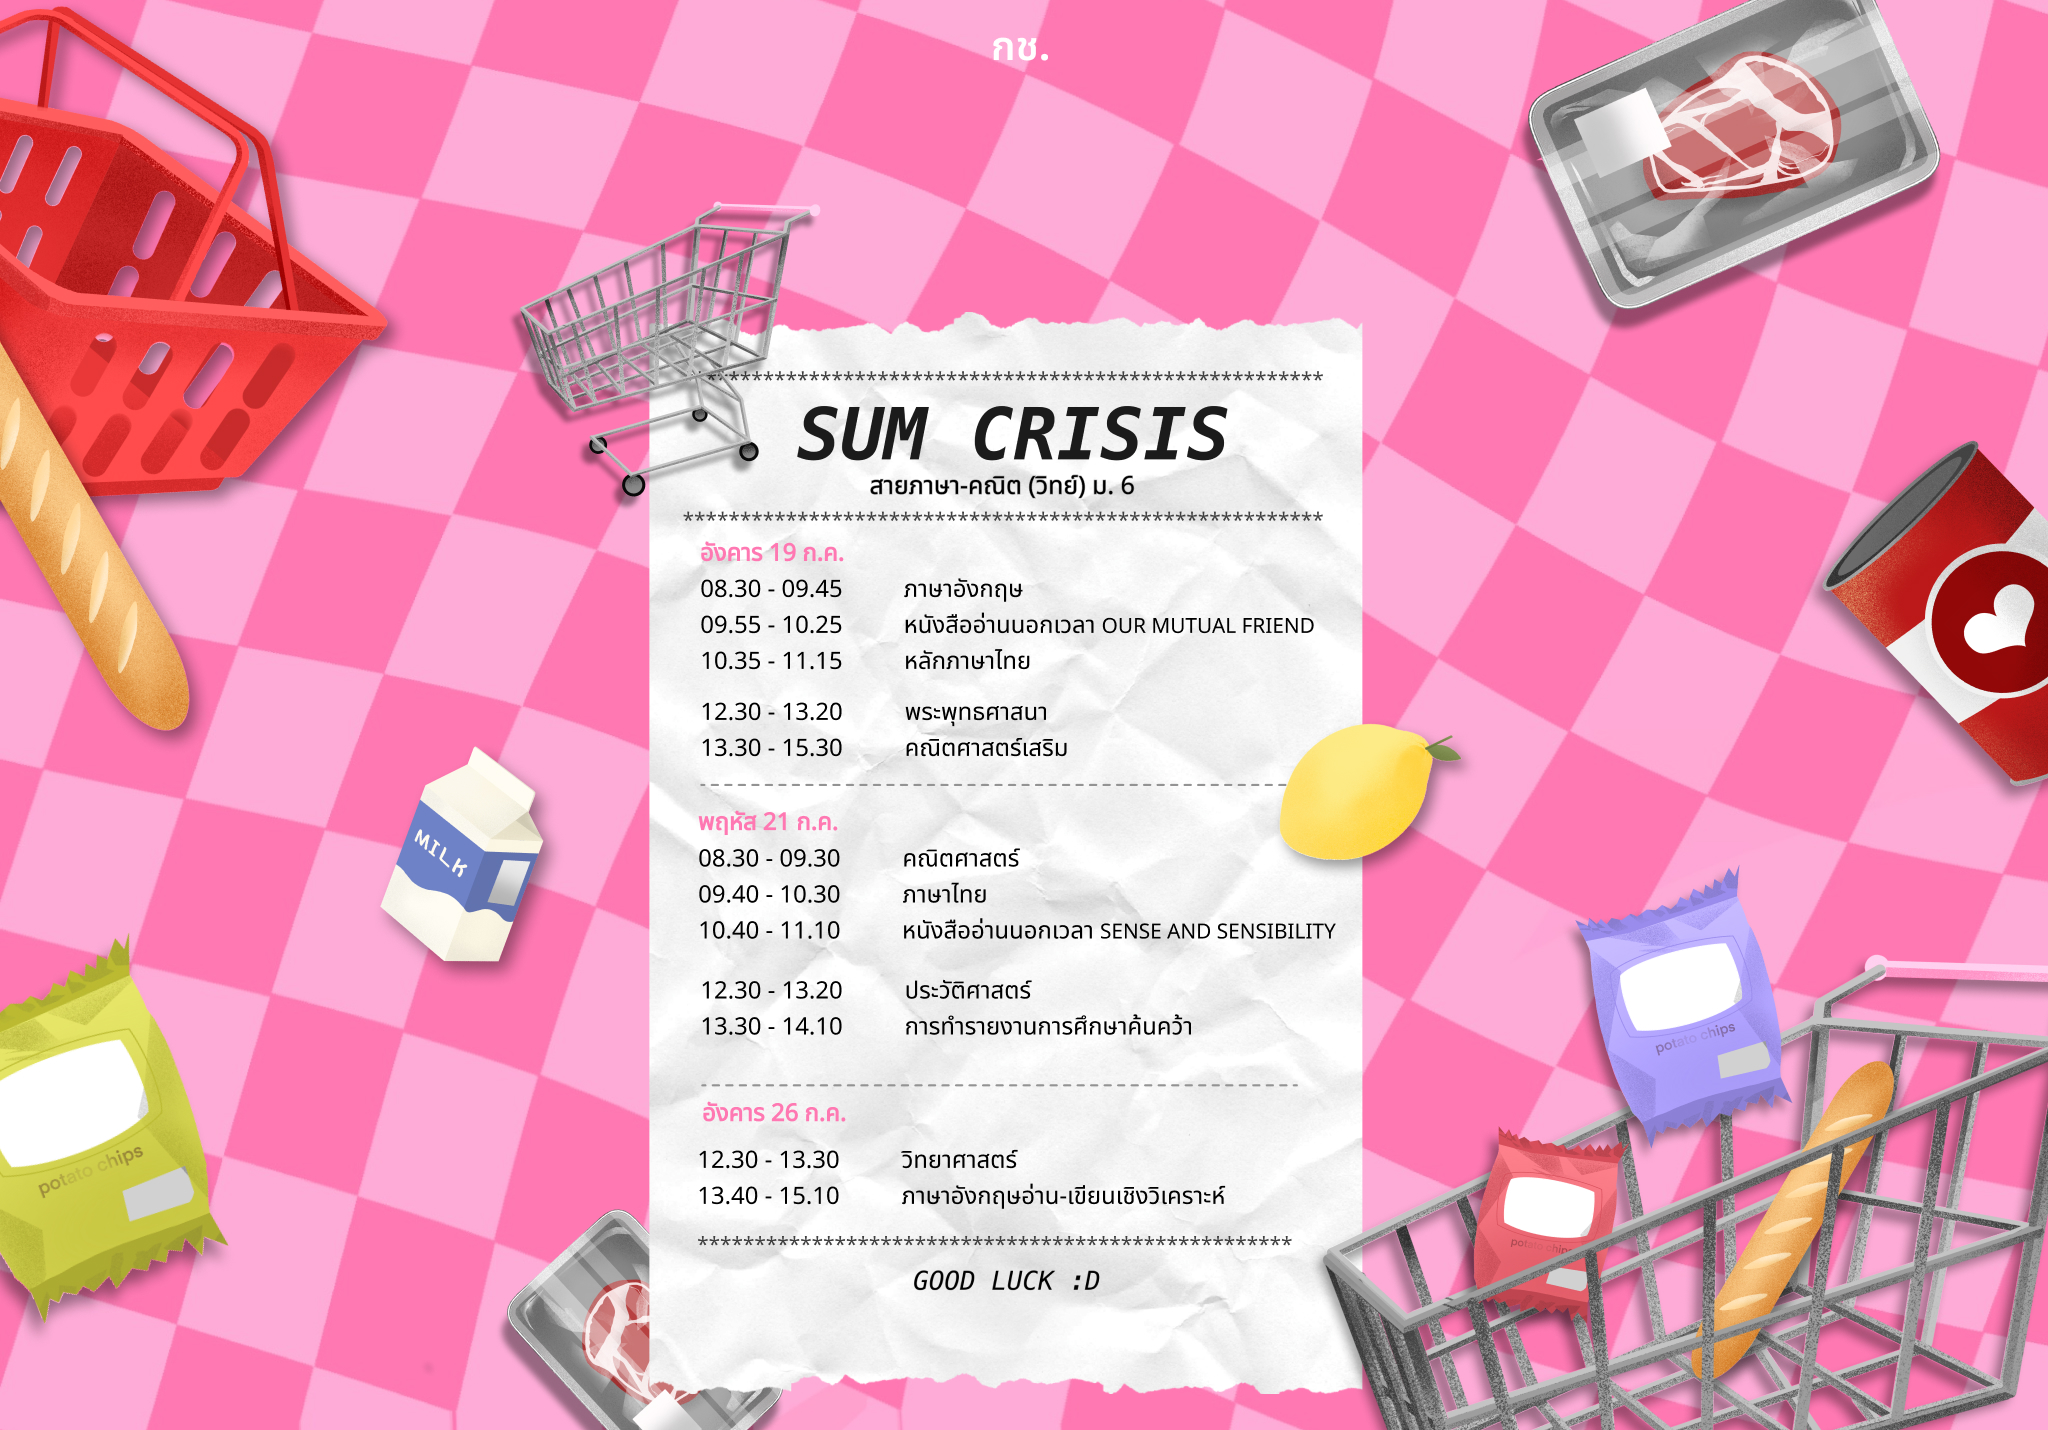 กช.
****************************************************
SUM CRISIS
สายภาษา-คณิต (วิทย์) ม. 6
******************************************************
อังคาร 19 ก.ค.
08.30 - 09.45 ภาษาอังกฤษ
09.55 - 10.25 หนังสืออ่านนอกเวลา OUR MUTUAL FRIEND
10.35 - 11.15 หลักภาษาไทย
12.30 - 13.20 พระพุทธศาสนา
13.30 - 15.30 คณิตศาสตร์เสริม
พฤหัส 21 ก.ค.
08.30 - 09.30 คณิตศาสตร์
09.40 - 10.30 ภาษาไทย
10.40 - 11.10 หนังสืออ่านนอกเวลา SENSE AND SENSIBILITY
12.30 - 13.20 ประวัติศาสตร์
13.30 - 14.10 การทำรายงานการศึกษาค้นคว้า
อังคาร 26 ก.ค.
12.30 - 13.30 วิทยาศาสตร์
13.40 - 15.10 ภาษาอังกฤษอ่าน-เขียนเชิงวิเคราะห์
**************************************************
GOOD LUCK :D
MILK
potato chips
potato chips
potato chips